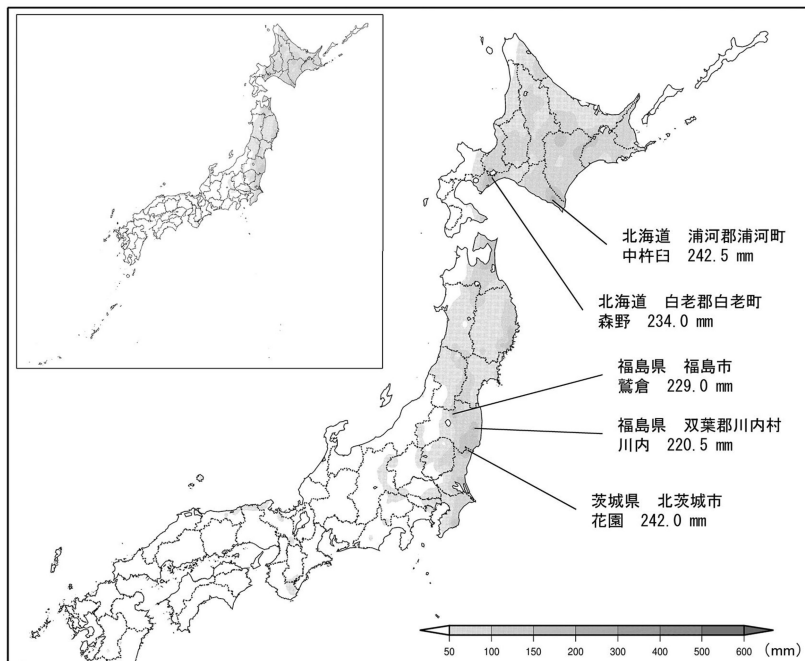 北海道　浦河郡浦河町
中杵臼　242.5 mm
北海道　白老郡白老町
森野　234.0 mm
福島県　福島市
鷲倉　229.0 mm
福島県　双葉郡川内村
川内　220.5 mm
茨城県　北茨城市
花園　242.0 mm
50 100 150 200 300 400 500 600 (mm)